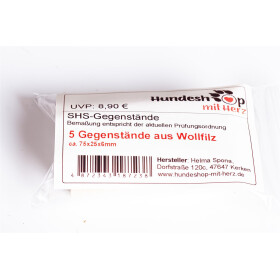 Hundeshop
mit Herz
UVP: 8,90 €
SHS-Gegenstände
Bemaßung entspricht der aktuellen Prüfungsordnung
5 Gegenstände aus Wollfilz
ca. 75x25x6mm
Hersteller: Helma Spona,
Dorfstraße 120c, 47647 Kerken
www.hundeshop-mit-herz.de